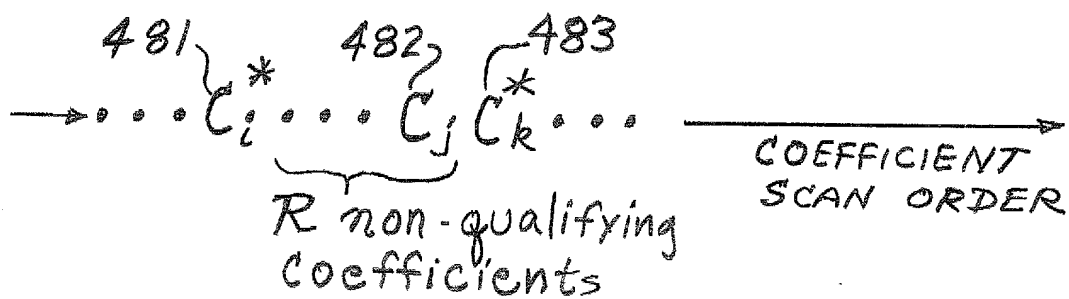 481 482 483
• • • C_i^* • • • • C_j C_k^* • • •
COEFFICIENT
SCAN ORDER
R non-qualifying
Coefficients